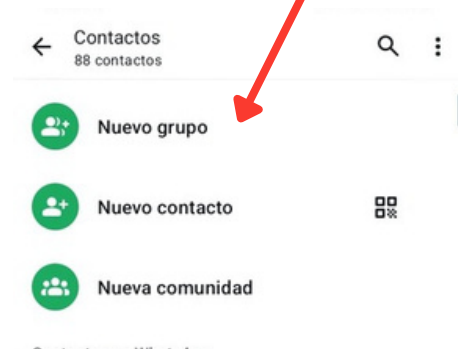 Contactos
88 contactos
Nuevo grupo
Nuevo contacto
Nueva comunidad